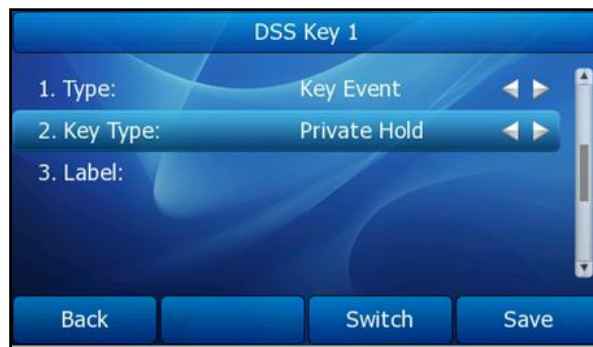 DSS Key 1
1. Type: Key Event
2. Key Type: Private Hold
3. Label:
Back Switch Save